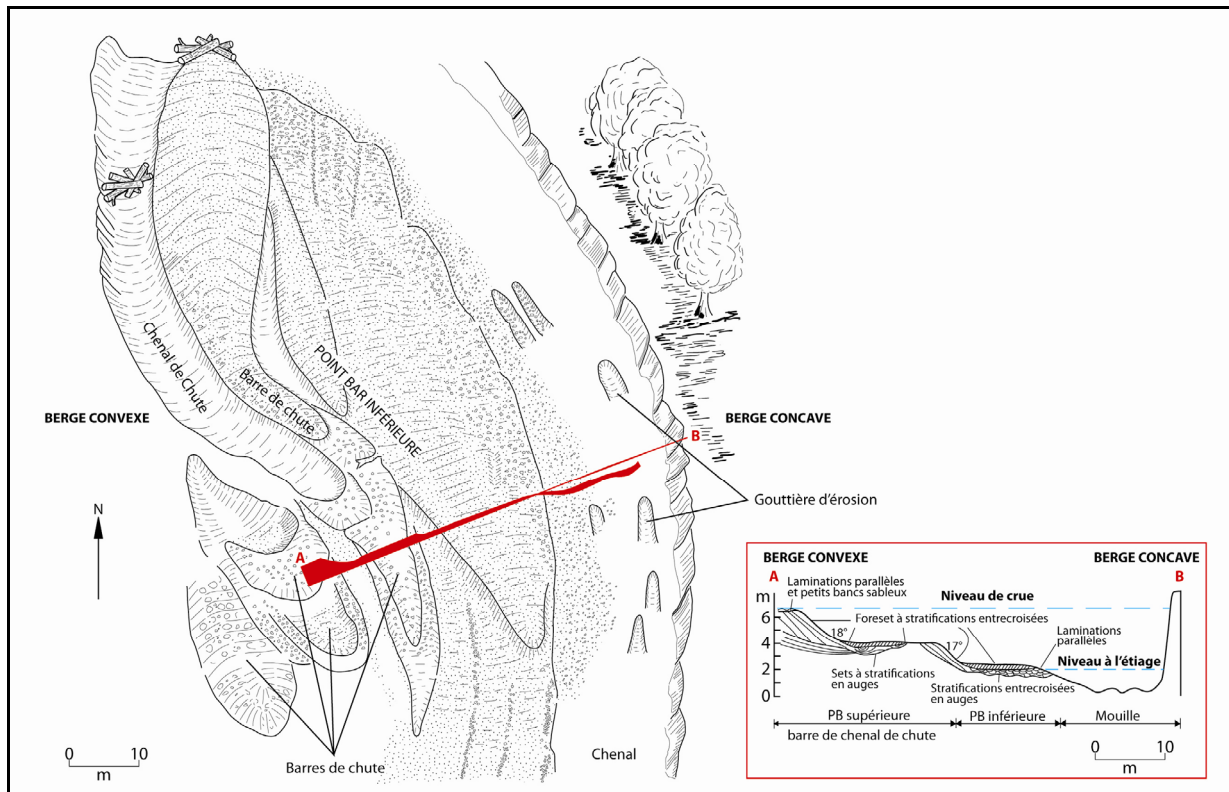 Chenal de Chute
Barre de chute
POINT BAR INFÉRIEURE
BERGE CONVEXE
BERGE CONCAVE
B
Gouttière d'érosion
N
A
0 10
m
Barres de chute
Chenal
BERGE CONVEXE
BERGE CONCAVE
A
B
m
Laminations parallèles
et petits bancs sableux
Niveau de crue
6
Foreset à stratifications entrecroisées
18°
17°
Laminations
parallèles
4
Niveau à l'étiage
2
Sets à stratifications
en auges
Stratifications entrecroisées
en auges
0
PB supérieure
PB inférieure
Mouille
barre de chenal de chute
0 10
m